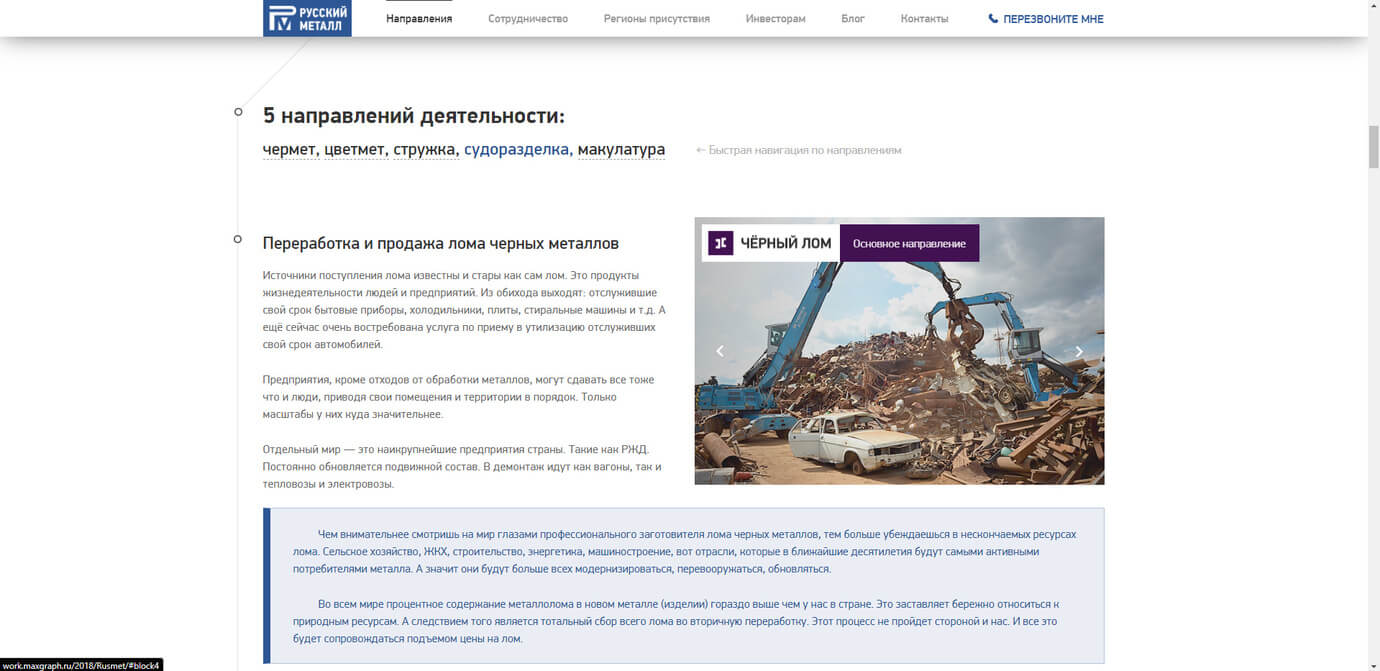 РУССКИЙ
МЕТАЛЛ
Направления
Сотрудничество
Регионы присутствия
Инвесторам
Блог
Контакты
ПЕРЕЗВОНИТЕ МНЕ
5 направлений деятельности:
чермет, цветмет, стружка, судоразделка, макулатура
← Быстрая навигация по направлениям
Переработка и продажа лома черных металлов
Источники поступления лома известны и стары как сам лом. Это продукты
жизнедеятельности людей и предприятий. Из обихода выходят: отслужившие
свой срок бытовые приборы, холодильники, плиты, стиральные машины и т.д. А
ещё сейчас очень востребована услуга по приему в утилизацию отслуживших
свой срок автомобилей.
Предприятия, кроме отходов от обработки металлов, могут сдавать все тоже
что и люди, приводя свои помещения и территории в порядок. Только
масштабы у них куда значительнее.
Отдельный мир — это наикрупнейшие предприятия страны. Такие как РЖД.
Постоянно обновляется подвижной состав. В демонтаж идут как вагоны, так и
тепловозы и электровозы.
ЧЁРНЫЙ ЛОМ
Основное направление
Чем внимательнее смотришь на мир глазами профессионального заготовителя лома черных металлов, тем больше убеждаешься в нескончаемых ресурсах
лома. Сельское хозяйство, ЖКХ, строительство, энергетика, машиностроение, вот отрасли, которые в ближайшие десятилетия будут самыми активными
потребителями металла. А значит они будут больше всех модернизироваться, перевооружаться, обновляться.
Во всем мире процентное содержание металлолома в новом металле (изделии) гораздо выше чем у нас в стране. Это заставляет бережно относиться к
природным ресурсам. А следствием того является тотальный сбор всего лома во вторичную переработку. Этот процесс не пройдет стороной и нас. И все это
будет сопровождаться подъемом цены на лом.
work.maxgraph.ru/2018/Rusmet/#block4